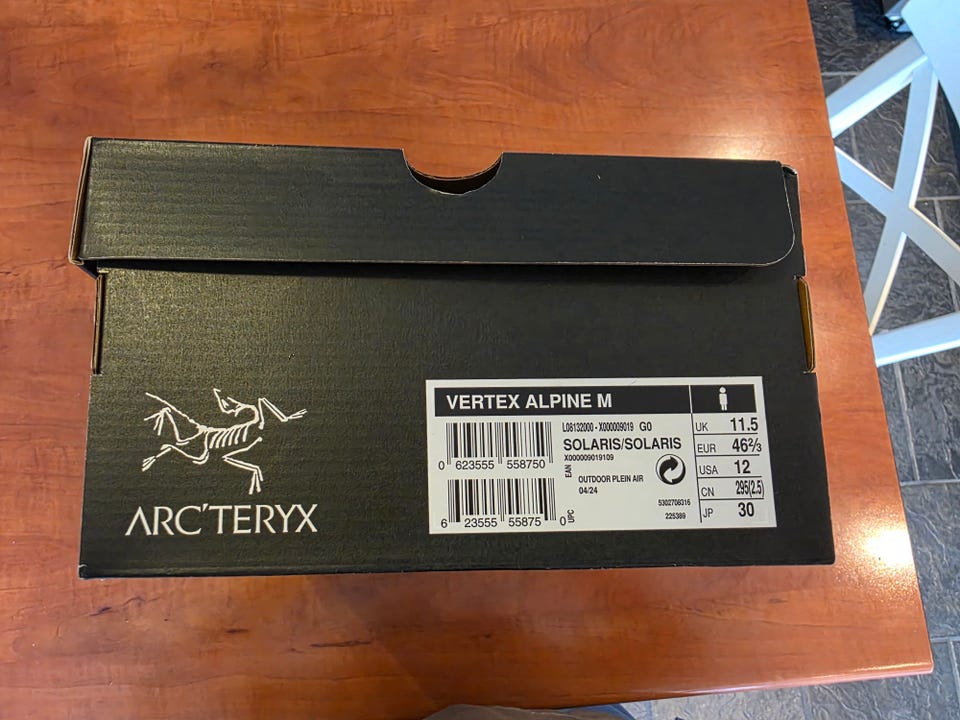 ARC'TERYX
VERTEX ALPINE M
L08132000 - X000009019 G0
SOLARIS/SOLARIS
X000009019109
0 623555 558750
EAN
OUTDOOR PLEIN AIR
04/24
5302708316
225389
6 23555 55875 0
UPC
UK 11.5
EUR 46⅔
USA 12
CN 295(2.5)
JP 30